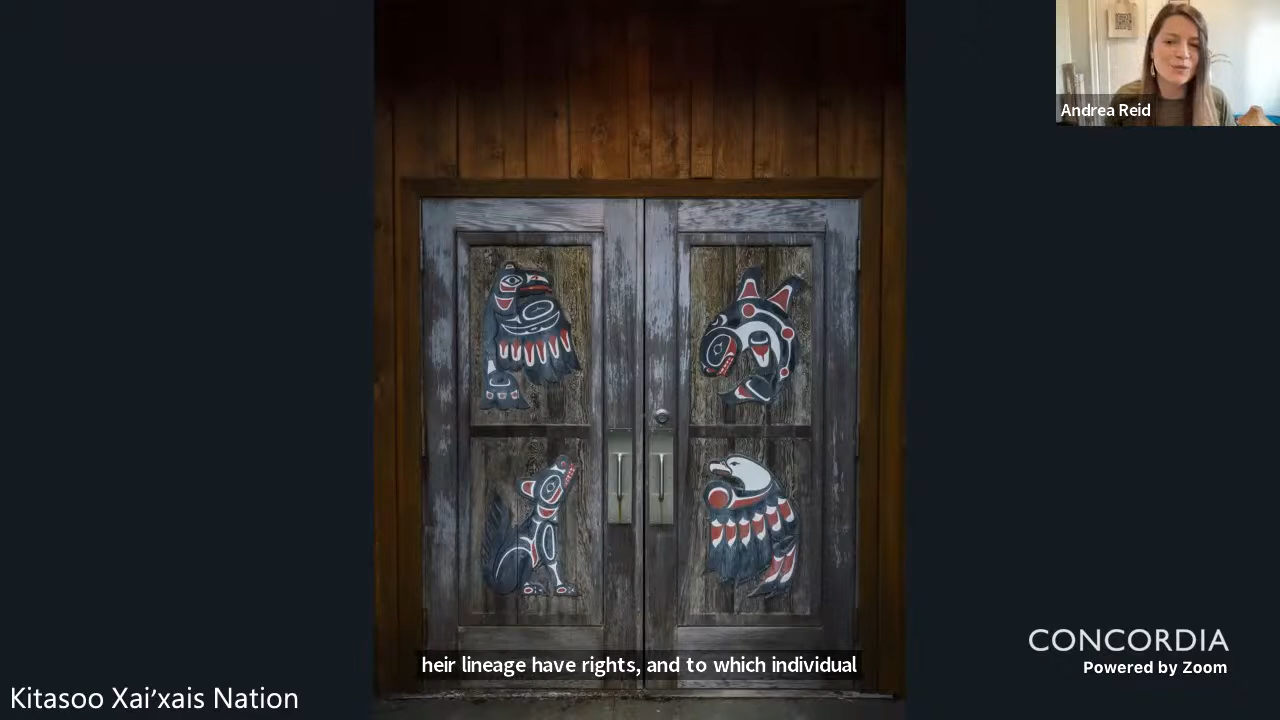 Andrea Reid
heir lineage have rights, and to which individual
CONCORDIA
Powered by Zoom
Kitasoo Xai’xais Nation